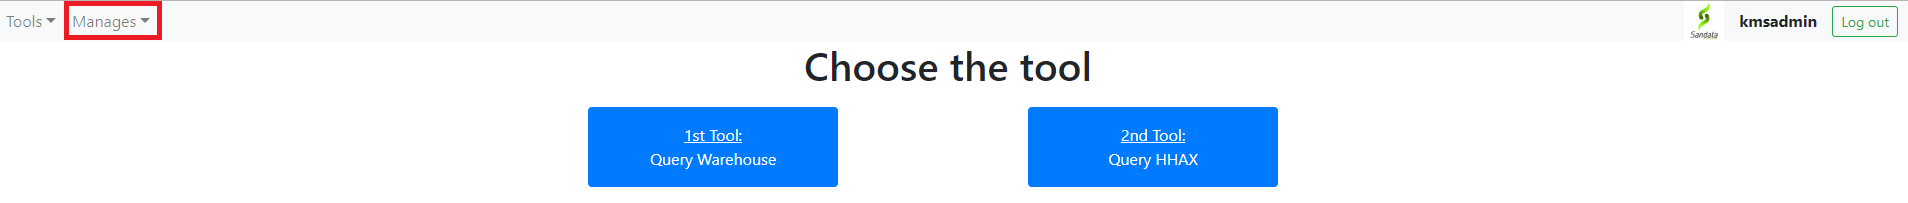 Tools
Manages
Sandata
kmsadmin
Log out
Choose the tool
1st Tool:
Query Warehouse
2nd Tool:
Query HHAX